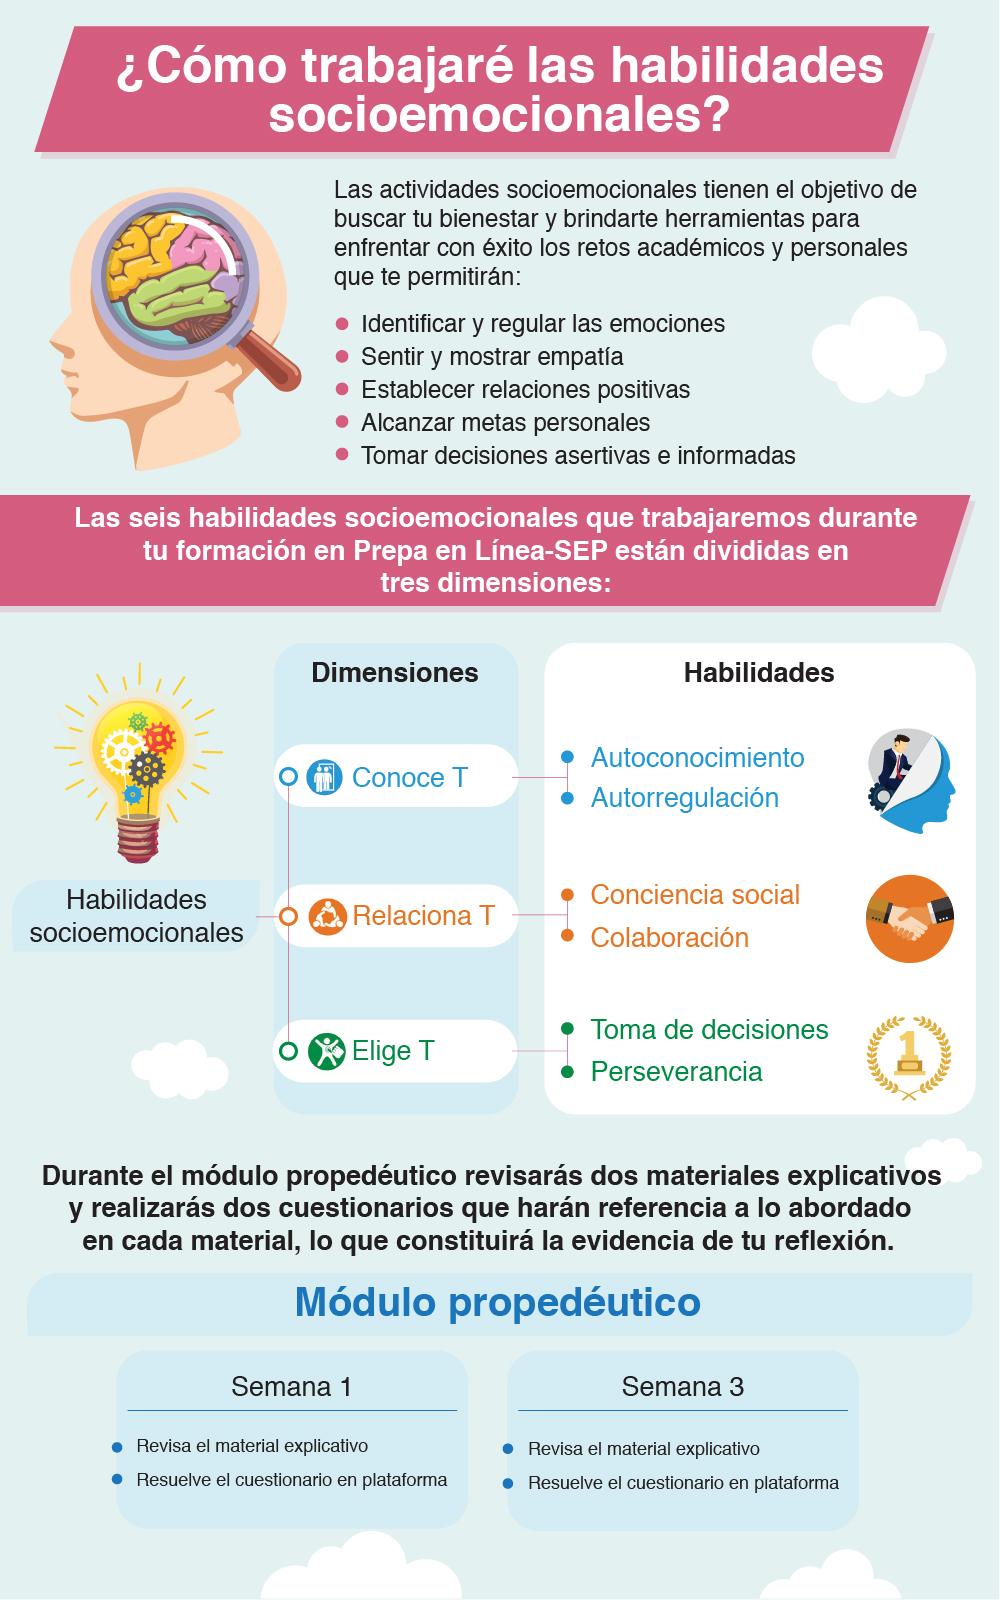 ¿Cómo trabajaré las habilidades
socioemocionales?
Las actividades socioemocionales tienen el objetivo de
buscar tu bienestar y brindarte herramientas para
enfrentar con éxito los retos académicos y personales
que te permitirán:
Identificar y regular las emociones
Sentir y mostrar empatía
Establecer relaciones positivas
Alcanzar metas personales
Tomar decisiones asertivas e informadas
Las seis habilidades socioemocionales que trabajaremos durante
tu formación en Prepa en Línea-SEP están divididas en
tres dimensiones:
Habilidades
socioemocionales
Dimensiones
Conoce T
Relaciona T
Elige T
Habilidades
Autoconocimiento
Autorregulación
Conciencia social
Colaboración
Toma de decisiones
Perseverancia
1
Durante el módulo propedéutico revisarás dos materiales explicativos
y realizarás dos cuestionarios que harán referencia a lo abordado
en cada material, lo que constituirá la evidencia de tu reflexión.
Módulo propedéutico
Semana 1
Revisa el material explicativo
Resuelve el cuestionario en plataforma
Semana 3
Revisa el material explicativo
Resuelve el cuestionario en plataforma